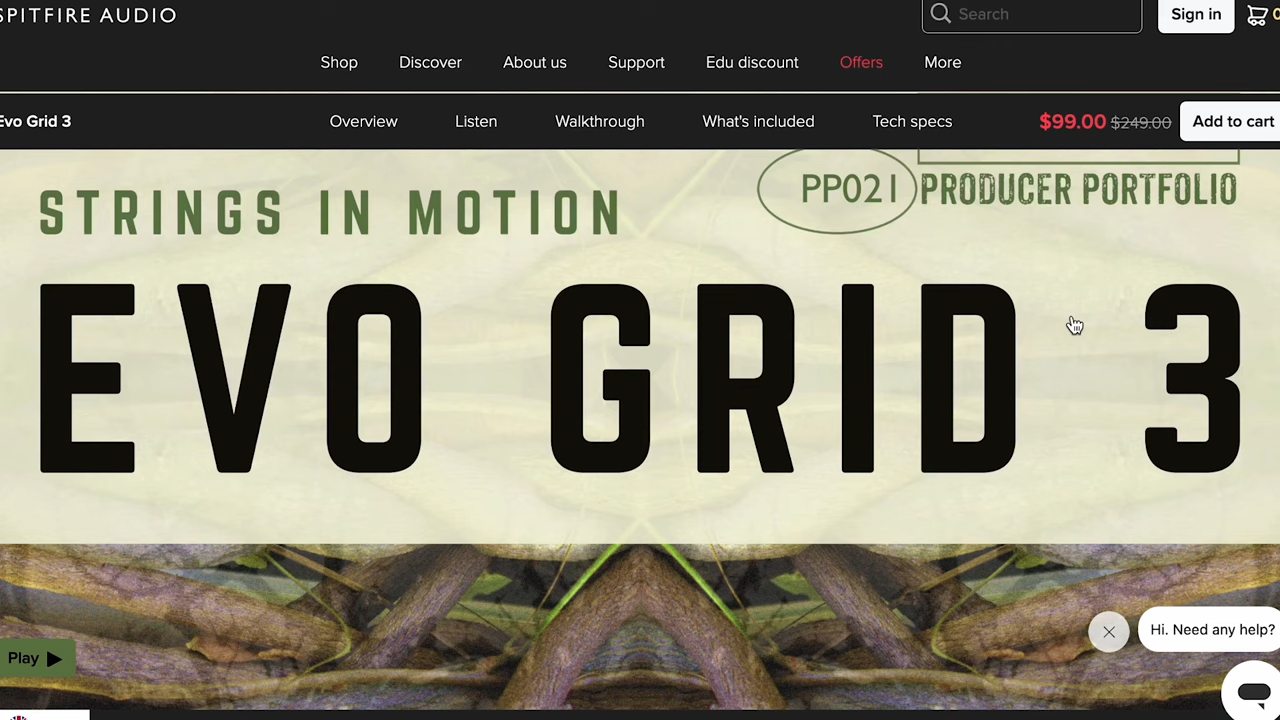 SPITFIRE AUDIO
Search
Sign in
Shop Discover About us Support Edu discount Offers More
Evo Grid 3
Overview Listen Walkthrough What's included Tech specs
$99.00 $249.00
Add to cart
STRINGS IN MOTION
PP021
PRODUCER PORTFOLIO
EVO GRID 3
Hi. Need any help?
Play